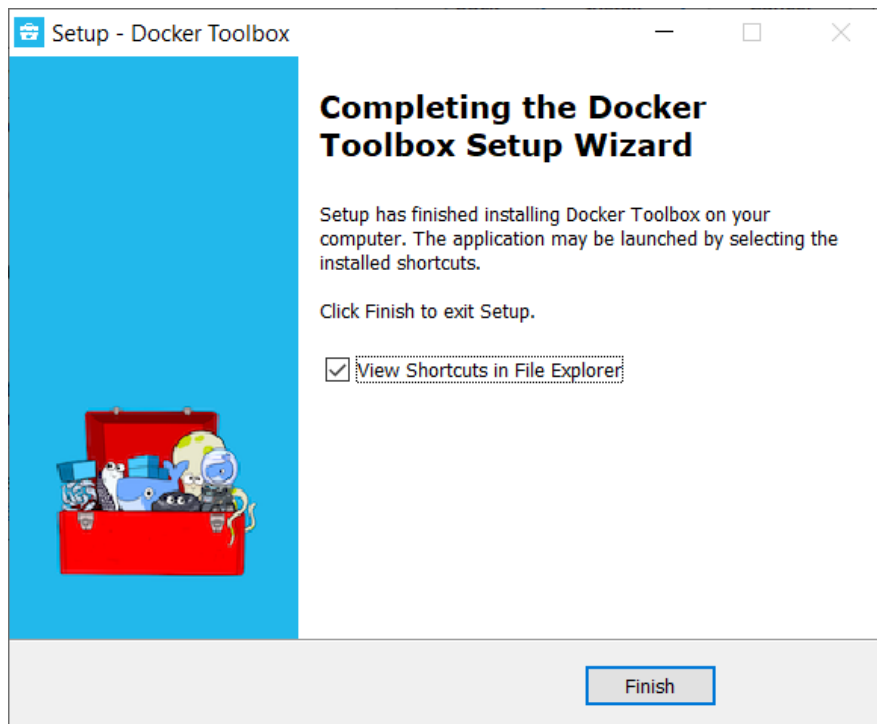 Setup - Docker Toolbox
Completing the Docker
Toolbox Setup Wizard
Setup has finished installing Docker Toolbox on your
computer. The application may be launched by selecting the
installed shortcuts.
Click Finish to exit Setup.
View Shortcuts in File Explorer
Finish